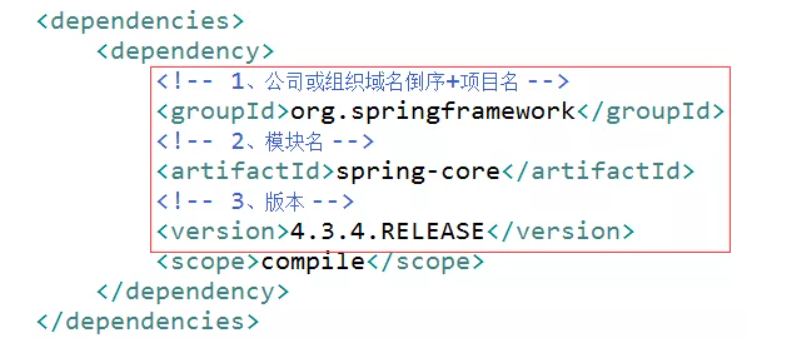 <dependencies>
<dependency>
<!-- 1、公司或组织域名倒序+项目名 -->
<groupId>org.springframework</groupId>
<!-- 2、模块名 -->
<artifactId>spring-core</artifactId>
<!-- 3、版本 -->
<version>4.3.4.RELEASE</version>
<scope>compile</scope>
</dependency>
</dependencies>